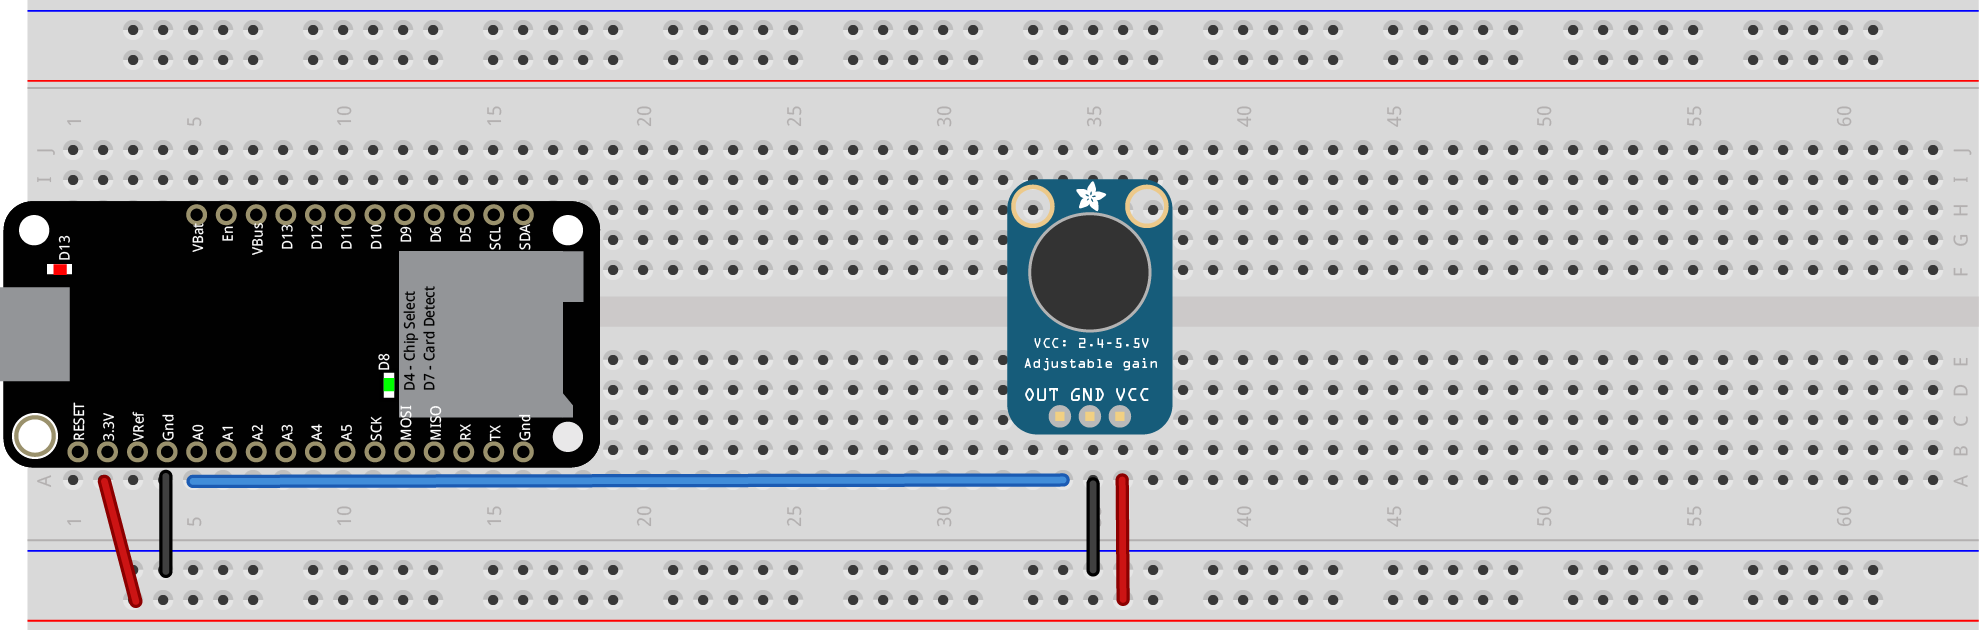 1 5 10 15 20 25 30 35 40 45 50 55 60
J J
I I
H
G
F
E
D
C
B
A A
VBat En VBus D13 D12 D11 D10 D9 D6 D5 SCL SDA
D13
D4 - Chip Select
D7 - Card Detect
D8
RESET 3.3V VRef Gnd A0 A1 A2 A3 A4 A5 SCK MOSI MISO RX TX Gnd
VCC: 2.4-5.5V
Adjustable gain
OUT GND VCC
1 5 10 15 20 25 30 40 45 50 55 60